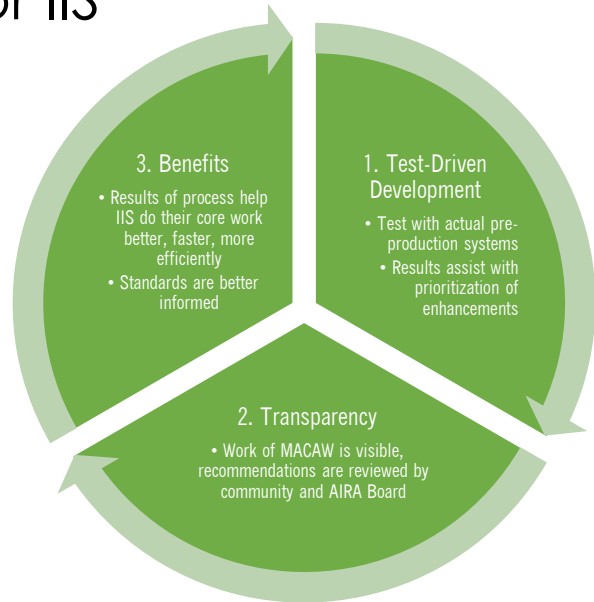 or IIS
1. Test-Driven
Development
• Test with actual pre-
production systems
• Results assist with
prioritization of
enhancements
2. Transparency
• Work of MACAW is visible,
recommendations are reviewed by
community and AIRA Board
3. Benefits
• Results of process help
IIS do their core work
better, faster, more
efficiently
• Standards are better
informed